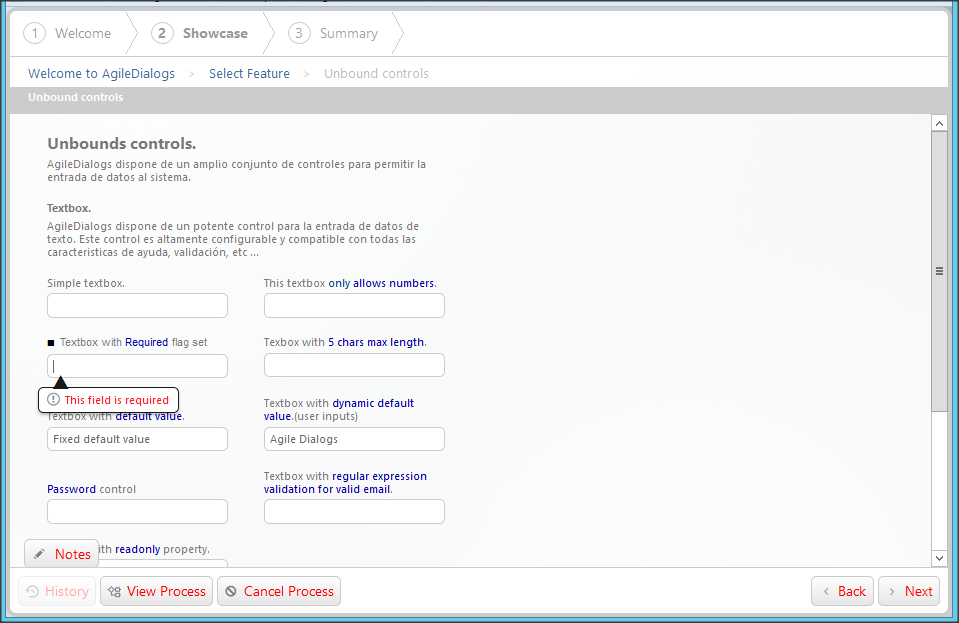 1 Welcome 2 Showcase 3 Summary
Welcome to AgileDialogs > Select Feature > Unbound controls
Unbound controls
Unbounds controls.
AgileDialogs dispone de un amplio conjunto de controles para permitir la
entrada de datos al sistema.
Textbox.
AgileDialogs dispone de un potente control para la entrada de datos de
texto. Este control es altamente configurable y compatible con todas las
caracteristicas de ayuda, validación, etc ...
Simple textbox.
This textbox only allows numbers.
Textbox with Required flag set
Texbox with 5 chars max length.
This field is required
Textbox with default value.
Textbox with dynamic default
value.(user inputs)
Fixed default value
Agile Dialogs
Password control
Textbox with regular expression
validation for valid email.
ith readonly property.
Notes
History View Process Cancel Process Back Next